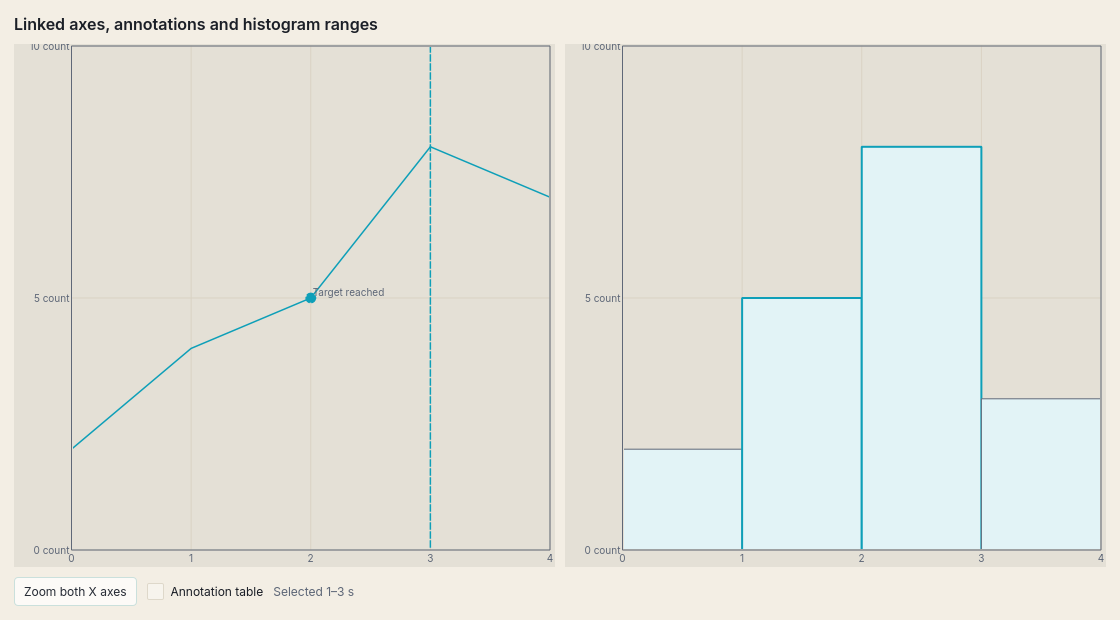 Linked axes, annotations and histogram ranges
10 count
5 count
0 count
Target reached
0 1 2 3 4
10 count
5 count
0 count
0 1 2 3 4
Zoom both X axes
Annotation table
Selected 1–3 s